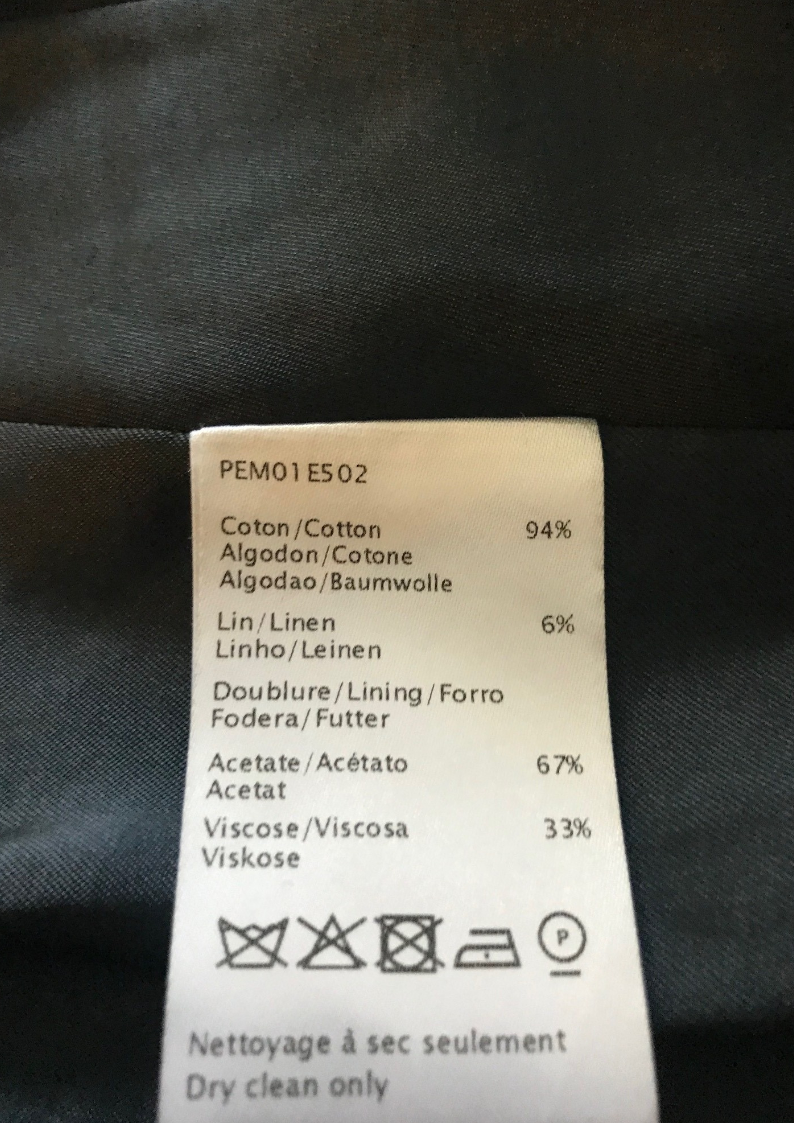 PEM01E502
Coton/Cotton 94%
Algodon/Cotone
Algodao/Baumwolle
Lin/Linen 6%
Linho/Leinen
Doublure/Lining/Forro
Fodera/Futter
Acetate/Acétato 67%
Acetat
Viscose/Viscosa 33%
Viskose
P
Nettoyage à sec seulement
Dry clean only